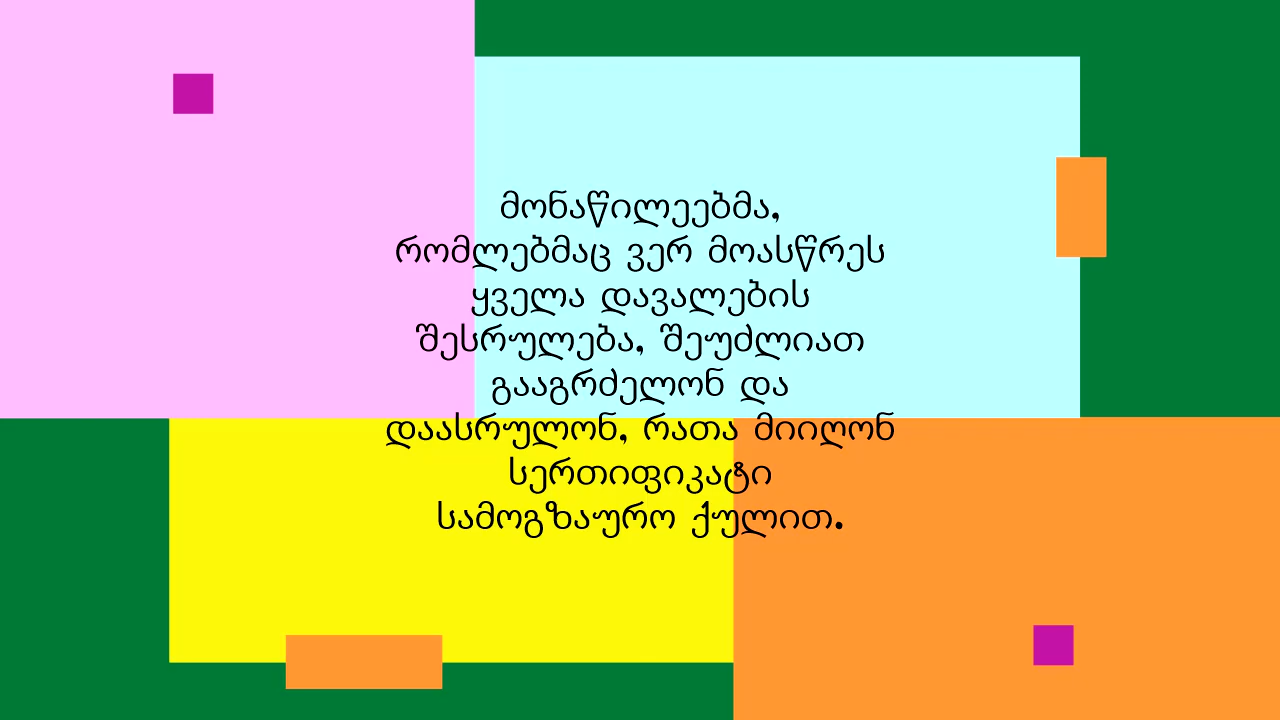 მონაწილეებმა,
რომლებმაც ვერ მოასწრეს
ყველა დავალების
შესრულება, შეუძლიათ
გააგრძელონ და
დაასრულონ, რათა მიიღონ
სერთიფიკატი
სამოგზაურო ქულით.